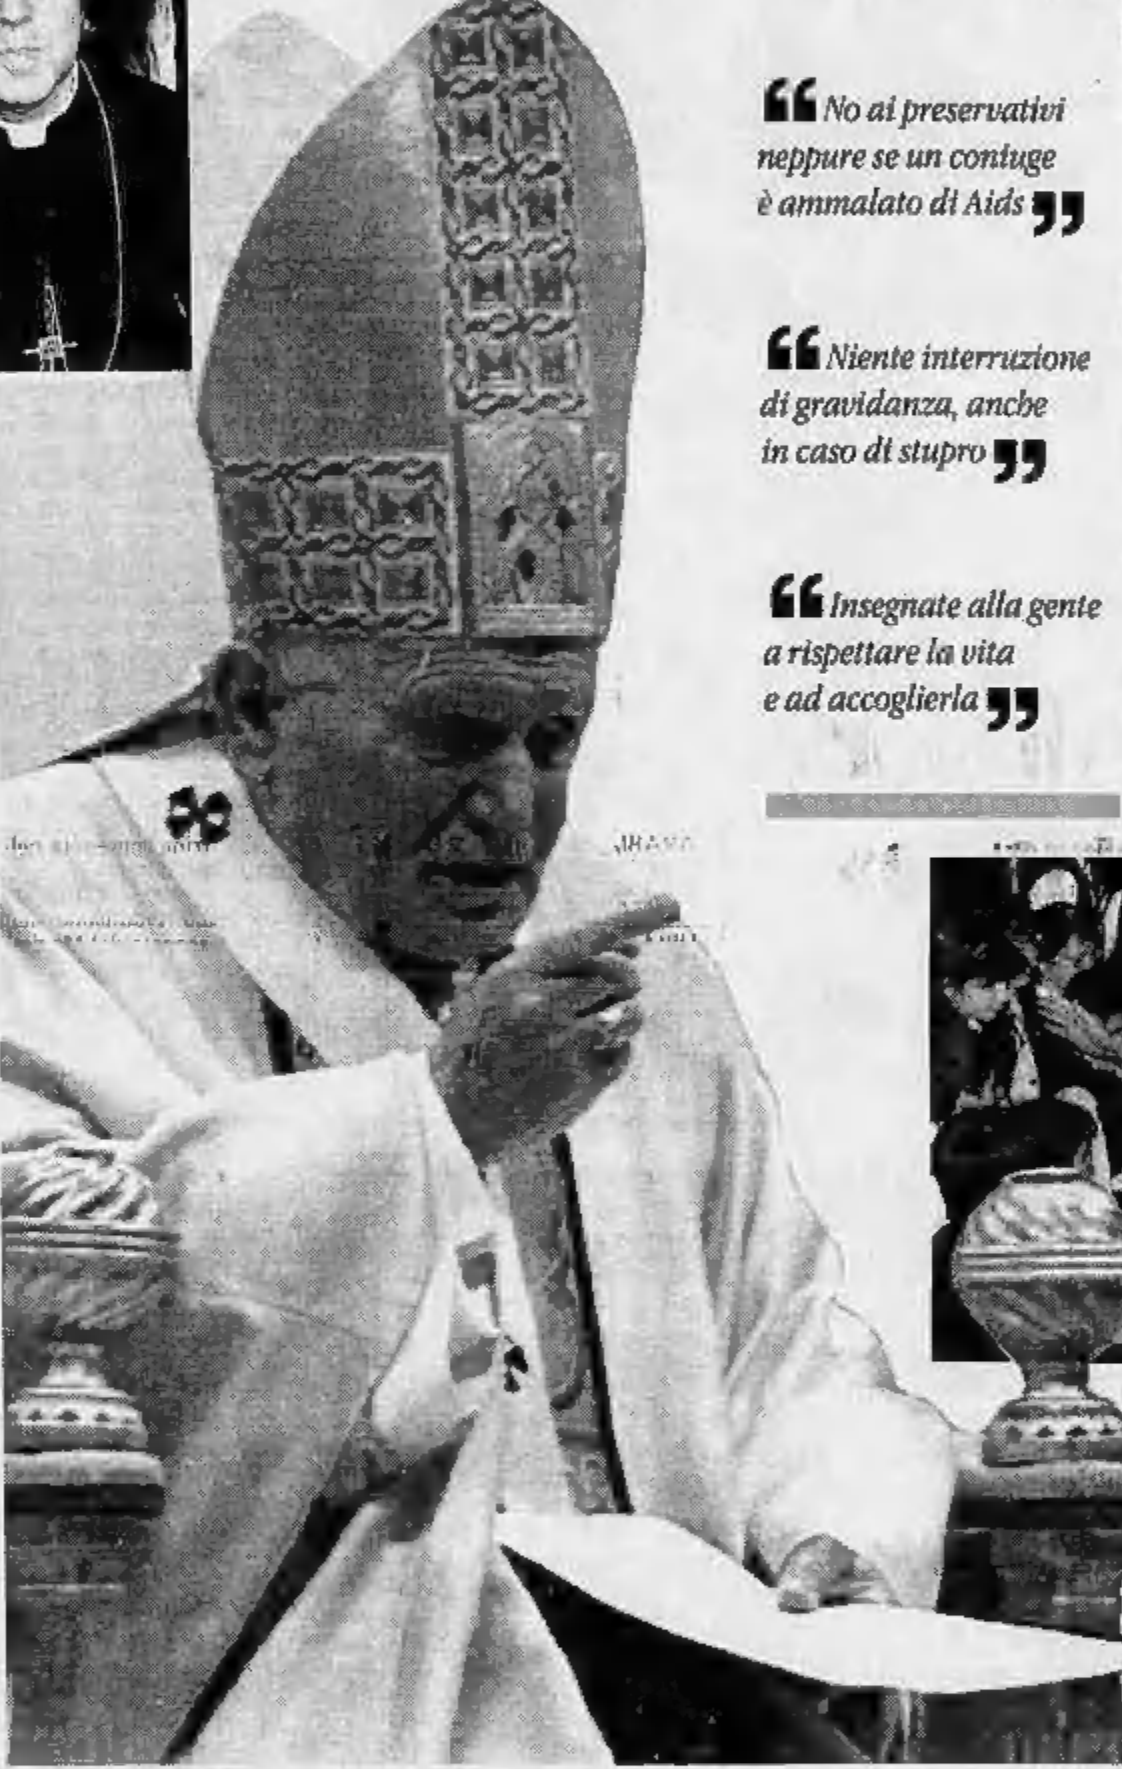 “No ai preservativi
neppure se un coniuge
è ammalato di Aids”
“Niente interruzione
di gravidanza, anche
in caso di stupro”
“Insegnate alla gente
a rispettare la vita
e ad accoglierla”